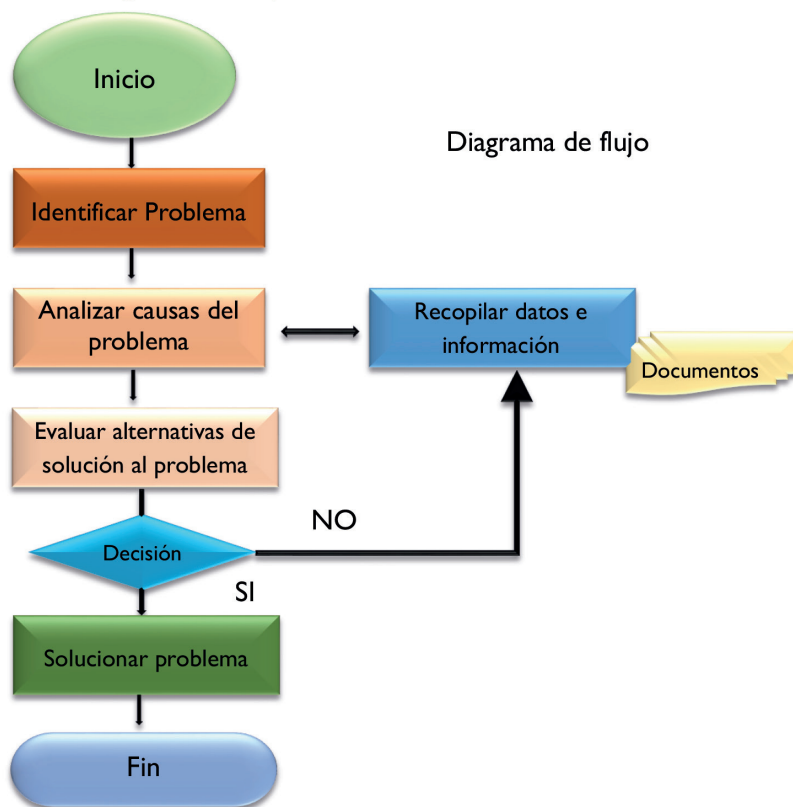 Inicio
Diagrama de flujo
Identificar Problema
Analizar causas del
problema
Recopilar datos e
información
Documentos
Evaluar alternativas de
solución al problema
NO
Decisión
SI
Solucionar problema
Fin